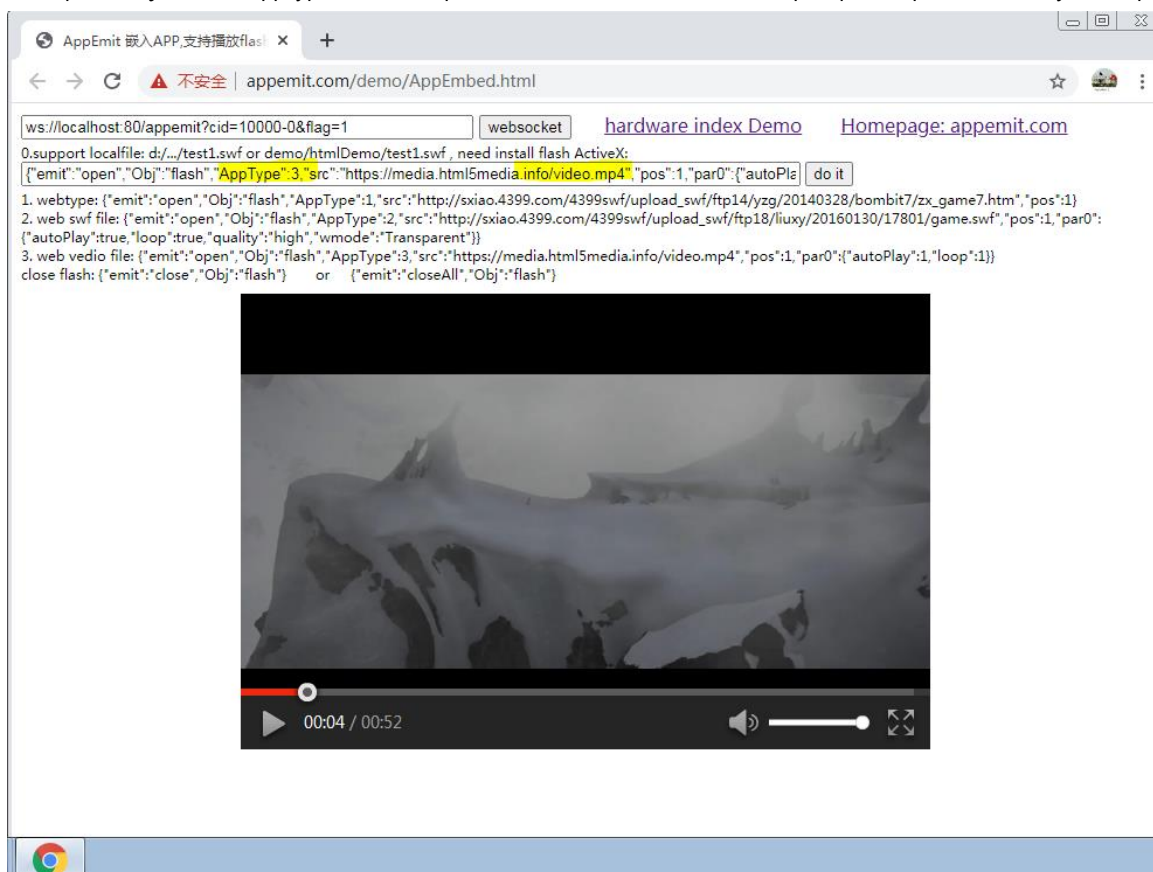 AppEmit 嵌入APP,支持播放flas
不安全 appemit.com/demo/AppEmbed.html
ws://localhost:80/appemit?cid=10000-0&flag=1 websocket hardware index Demo Homepage: appemit.com
0.support localfile: d:/.../test1.swf or demo/htmlDemo/test1.swf , need install flash ActiveX:
{"emit":"open","Obj":"flash","AppType":3,"src":"https://media.html5media.info/video.mp4","pos":1,"par0":{"autoPla do it
1. webtype: {"emit":"open","Obj":"flash","AppType":1,"src":"http://sxiao.4399.com/4399swf/upload_swf/ftp14/yzg/20140328/bombit7/zx_game7.htm","pos":1}
2. web swf file: {"emit":"open","Obj":"flash","AppType":2,"src":"http://sxiao.4399.com/4399swf/upload_swf/ftp18/liuxy/20160130/17801/game.swf","pos":1,"par0":
{"autoPlay":true,"loop":true,"quality":"high","wmode":"Transparent"}}
3. web vedio file: {"emit":"open","Obj":"flash","AppType":3,"src":"https://media.html5media.info/video.mp4","pos":1,"par0":{"autoPlay":1,"loop":1}}
close flash: {"emit":"close","Obj":"flash"} or {"emit":"closeAll","Obj":"flash"}
00:04 / 00:52